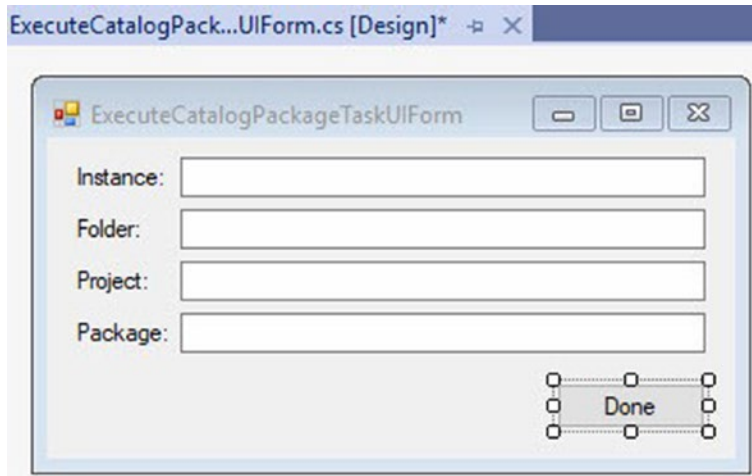 ExecuteCatalogPack...UIForm.cs [Design]*
ExecuteCatalogPackageTaskUIForm
Instance:
Folder:
Project:
Package:
Done